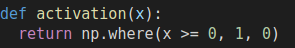 def activation(x):
  return np.where(x >= 0, 1, 0)